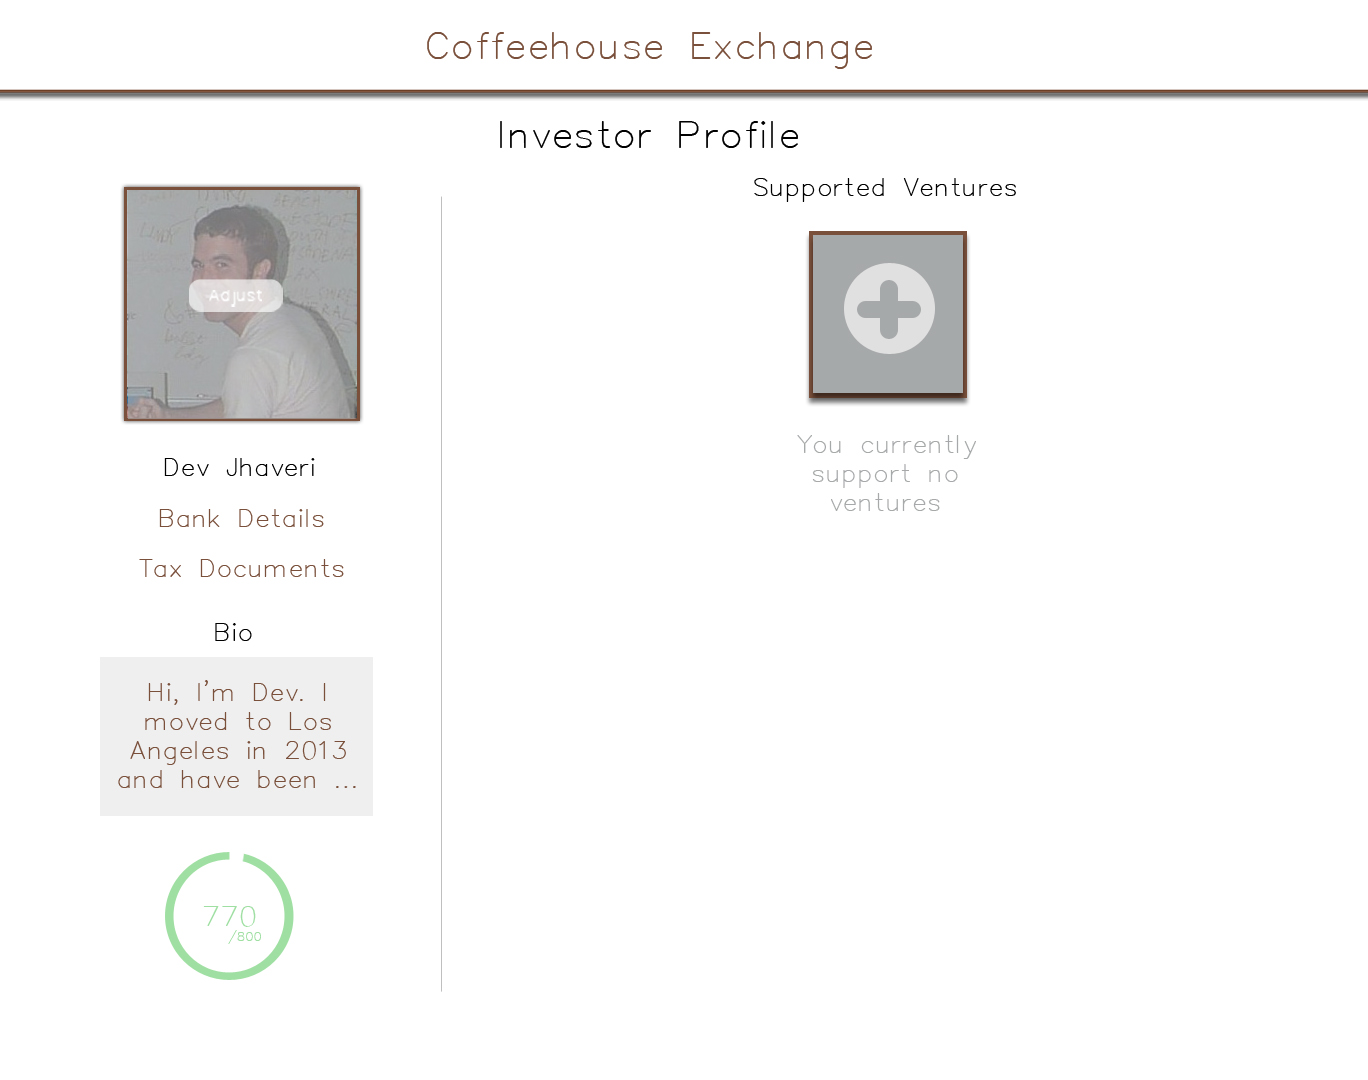 Coffeehouse Exchange
Investor Profile
Adjust
Dev Jhaveri
Bank Details
Tax Documents
Bio
Hi, I'm Dev. I
moved to Los
Angeles in 2013
and have been ...
770
/800
Supported Ventures
You currently
support no
ventures